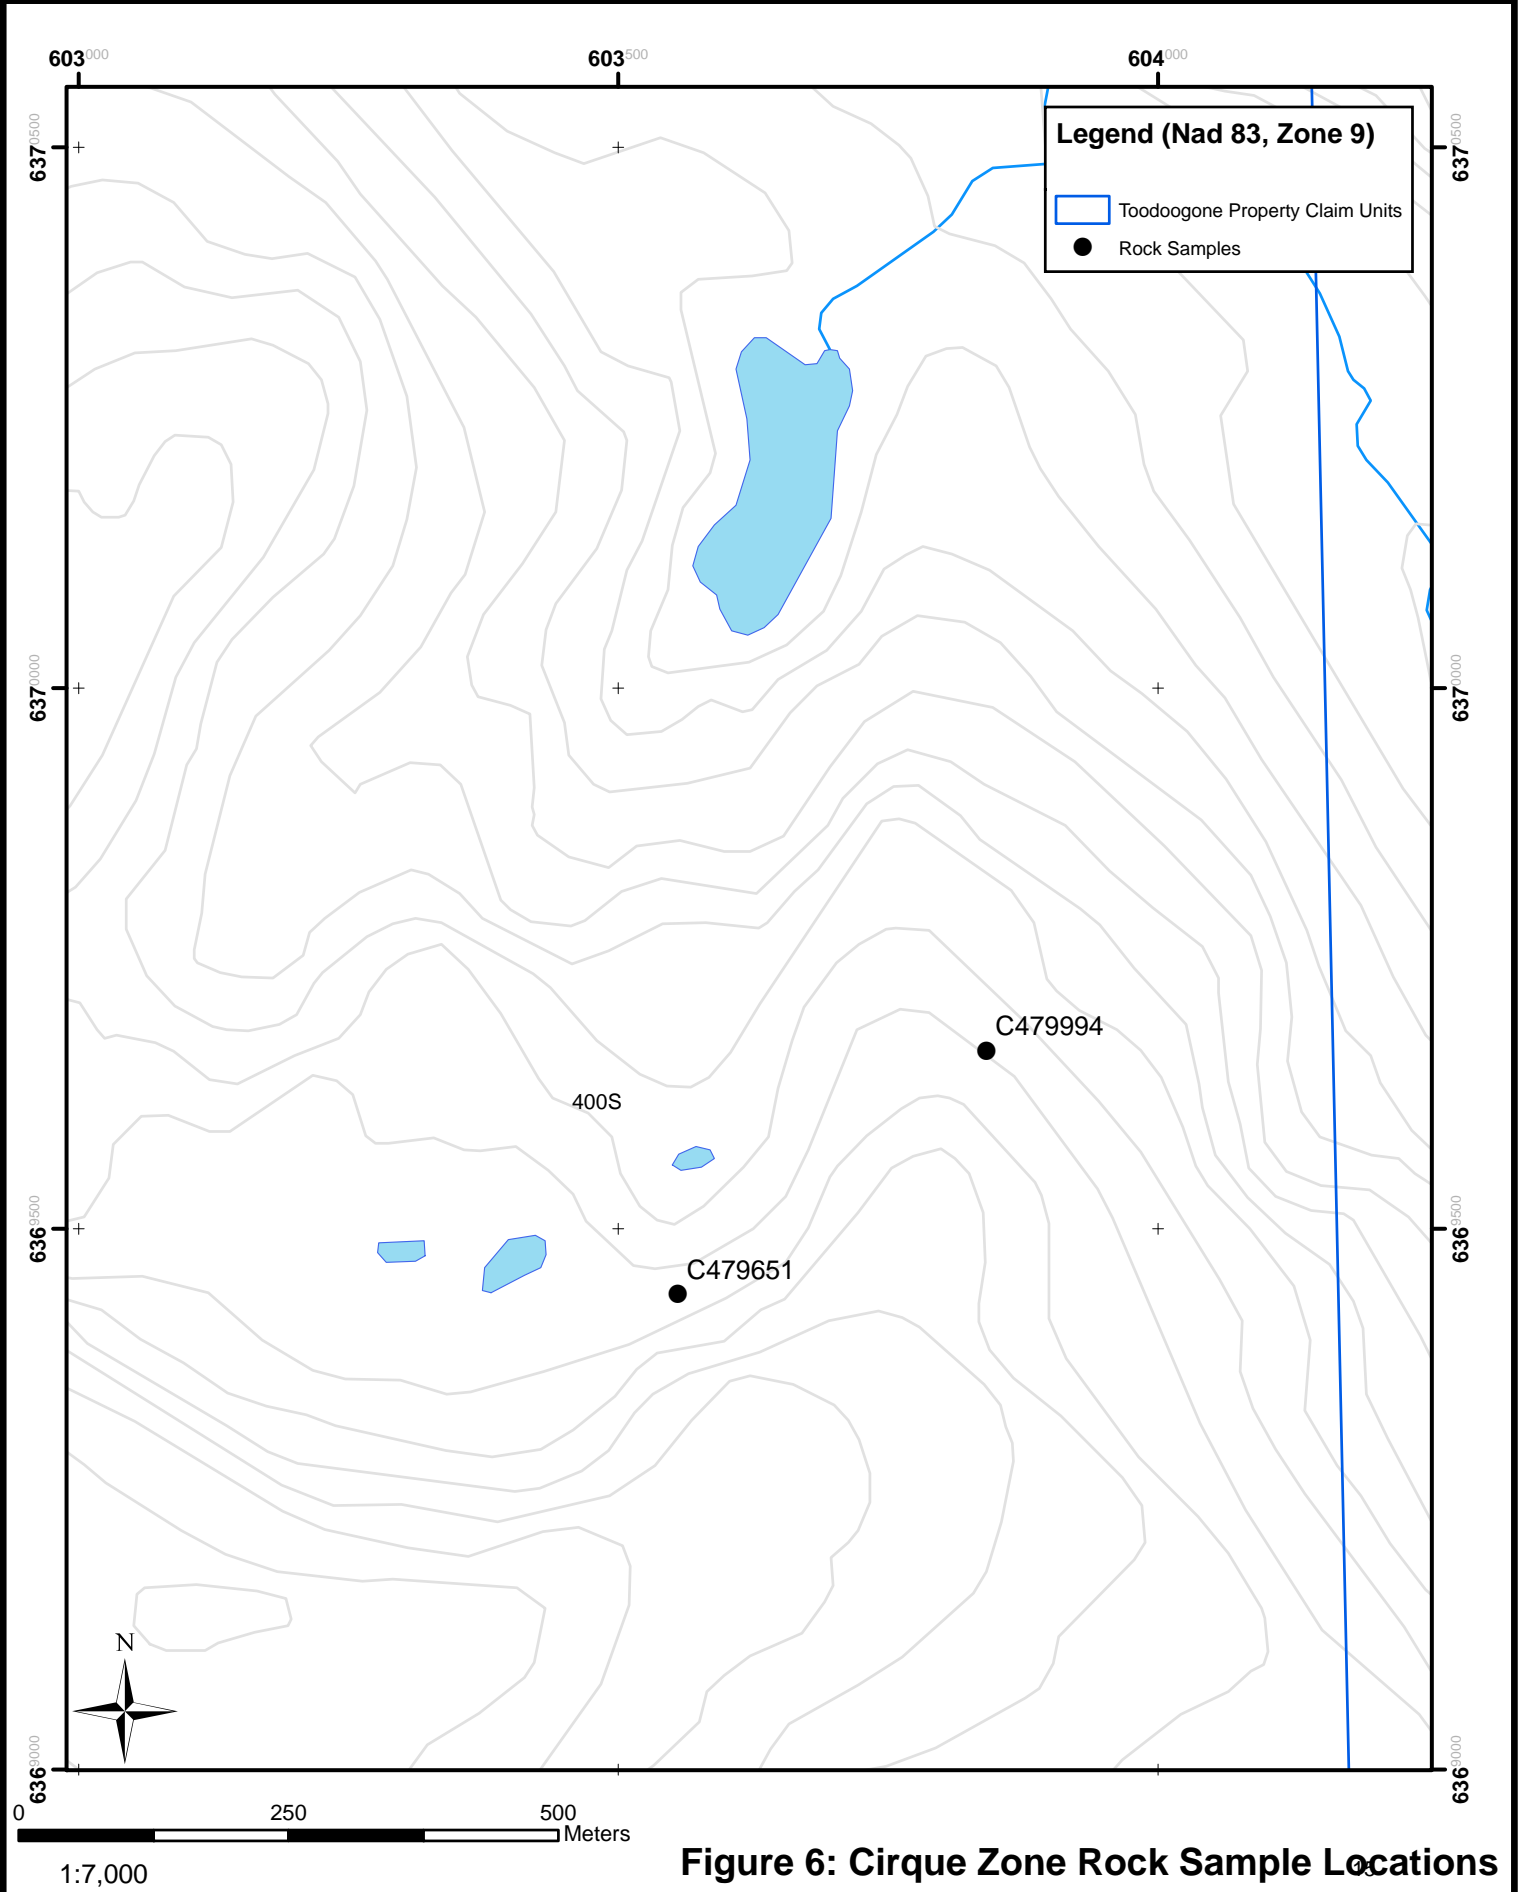 603000 603500 604000
6370500 6370500
Legend (Nad 83, Zone 9)
Toodoogone Property Claim Units
Rock Samples
6370000 6370000
C479994
400S
6369500 6369500
C479651
N
6369000 6369000
0 250 500
Meters
1:7,000
Figure 6: Cirque Zone Rock Sample Locations
15